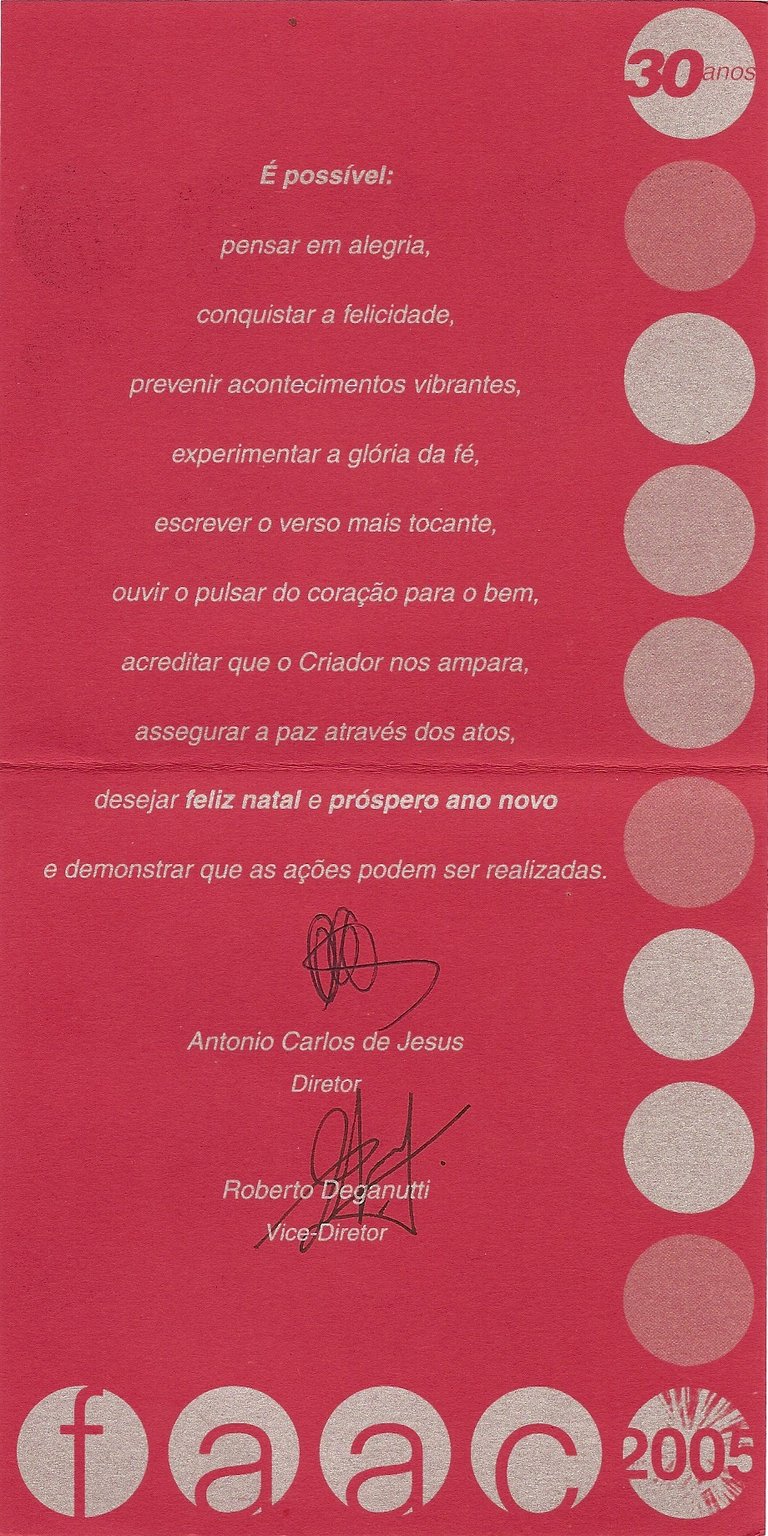 30 anos
É possível:
pensar em alegria,
conquistar a felicidade,
prevenir acontecimentos vibrantes,
experimentar a glória da fé,
escrever o verso mais tocante,
ouvir o pulsar do coração para o bem,
acreditar que o Criador nos ampara,
assegurar a paz através dos atos,
desejar feliz natal e próspero ano novo
e demonstrar que as ações podem ser realizadas.
Antonio Carlos de Jesus
Diretor
Roberto Deganutti
Vice-Diretor
faac 2005